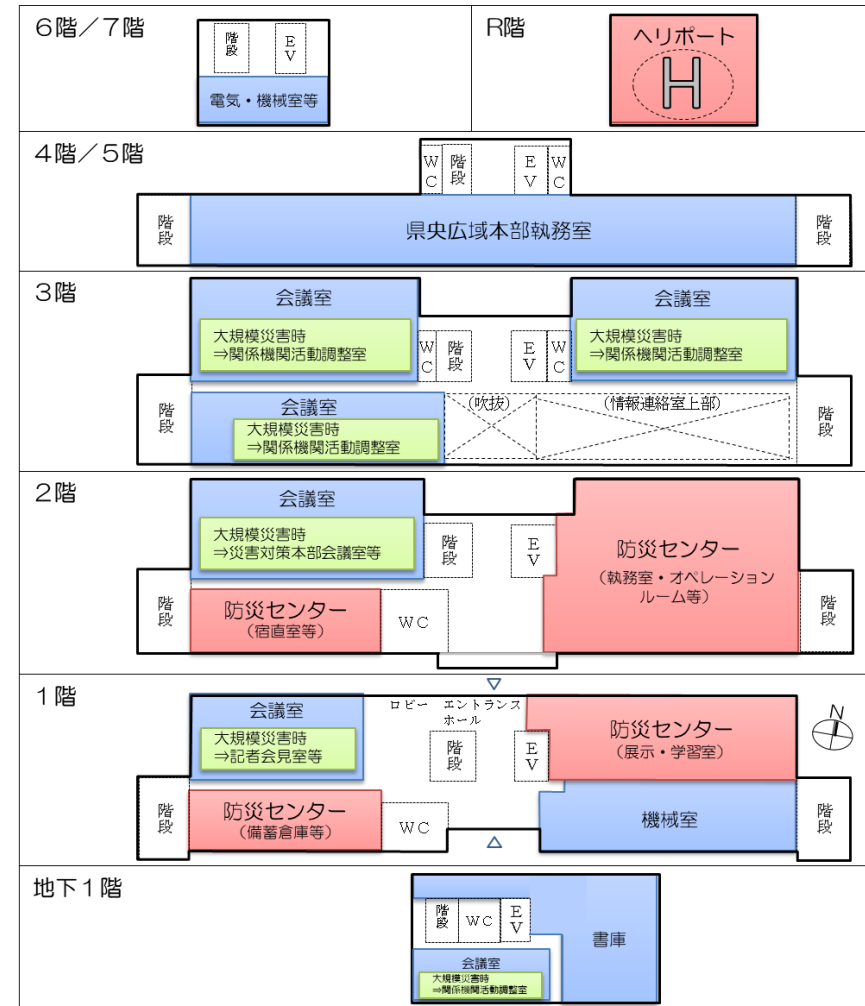 6階／7階
階段
EV
電気・機械室等
R階
ヘリポート
H
4階／5階
WC
階段
EV
WC
階段
県央広域本部執務室
階段
3階
会議室
大規模災害時
⇒関係機関活動調整室
会議室
大規模災害時
⇒関係機関活動調整室
WC
階段
EV
WC
階段
会議室
大規模災害時
⇒関係機関活動調整室
(吹抜)
(情報連絡室上部)
階段
2階
会議室
大規模災害時
⇒災害対策本部会議室等
階段
EV
防災センター
(執務室・オペレーション
ルーム等)
階段
防災センター
(宿直室等)
WC
階段
1階
会議室
大規模災害時
⇒記者会見室等
ロビー エントランス
ホール
階段
EV
防災センター
(展示・学習室)
N
階段
防災センター
(備蓄倉庫等)
WC
機械室
階段
地下1階
階段
WC
EV
書庫
会議室
大規模災害時
⇒関係機関活動調整室